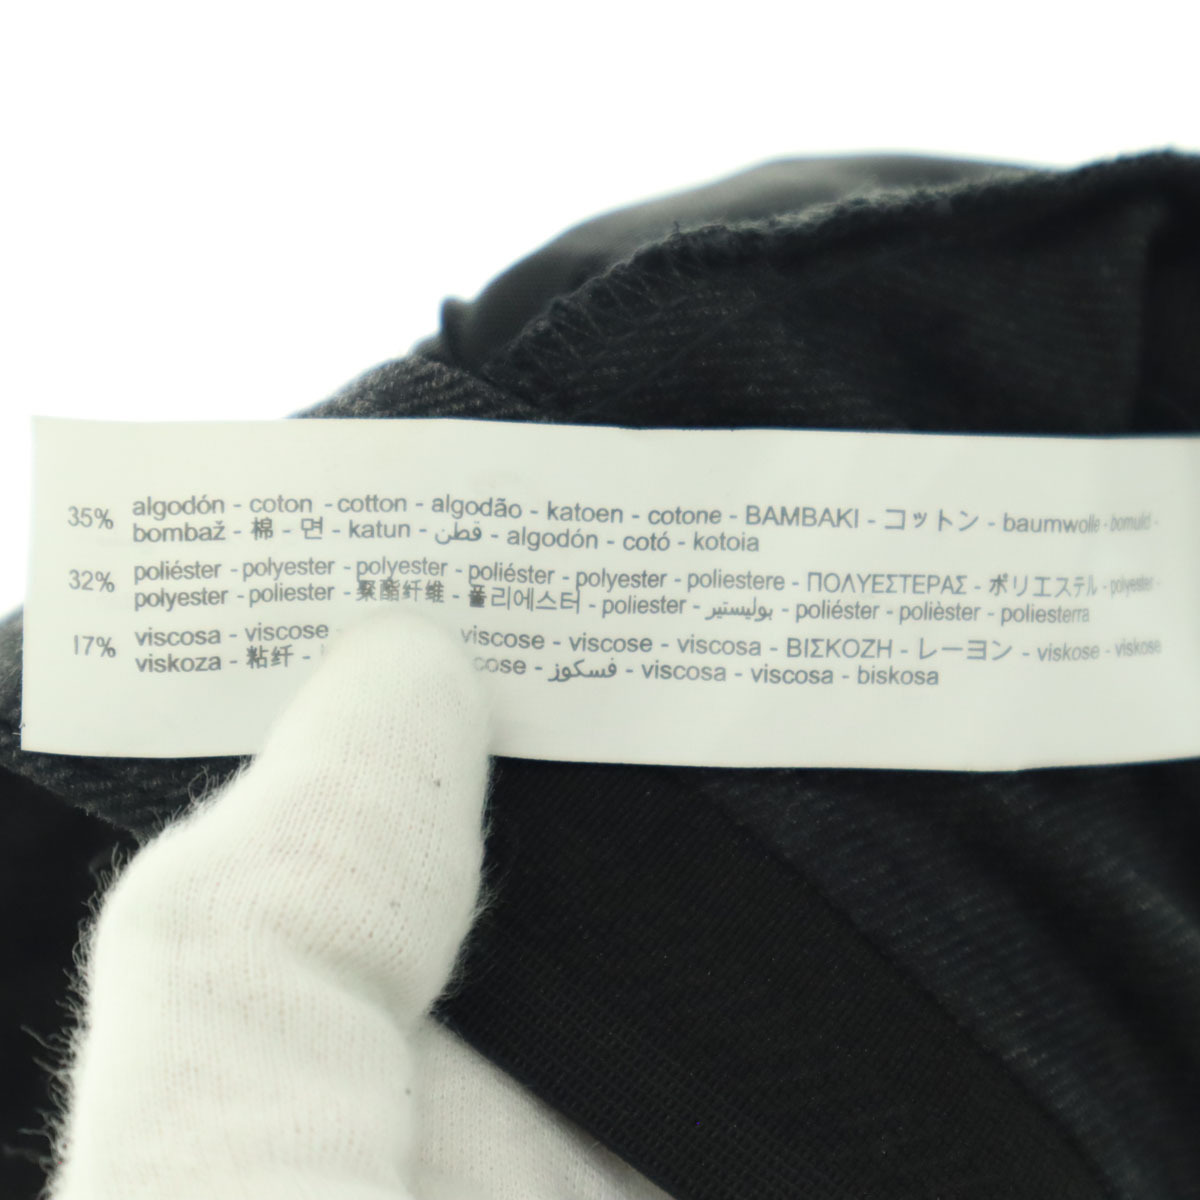 35% algodón - coton - cotton - algodão - katoen - cotone - BAMBAKI - コットン - baumwolle - bomuld -
bombaž - 棉 - 면 - katun - قطن - algodón - cotó - kotoia
32% poliéster - polyester - polyester - poliéster - polyester - poliestere - ΠΟΛΥΕΣΤΕΡΑΣ - ポリエステル - polyester -
polyester - poliester - 聚酯纤维 - 폴리에스터 - poliester - بوليستير - poliéster - polièster - poliesterra
17% viscosa - viscose - viscose - viscose - viscosa - ΒΙΣΚΟΖΗ - レーヨン - viskose - viskose
viskoza - 粘纤 - فسكوز - viscosa - viscosa - biskosa